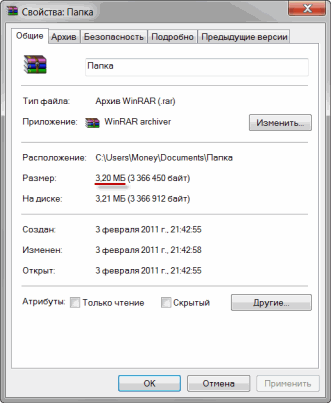 Свойства: Папка
Общие Архив Безопасность Подробно Предыдущие версии
Папка
Тип файла: Архив WinRAR (.rar)
Приложение: WinRAR archiver Изменить...
Расположение: C:\Users\Money\Documents\Папка
Размер: 3,20 МБ (3 366 450 байт)
На диске: 3,21 МБ (3 366 912 байт)
Создан: 3 февраля 2011 г., 21:42:55
Изменен: 3 февраля 2011 г., 21:42:58
Открыт: 3 февраля 2011 г., 21:42:55
Атрибуты: Только чтение Скрытый Другие...
ОК Отмена Применить